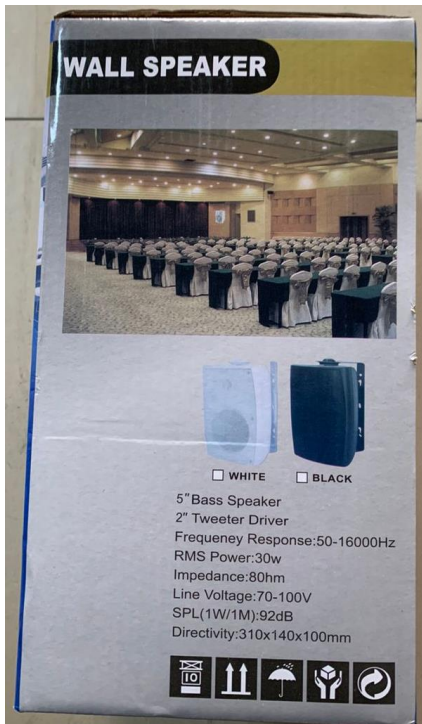 WALL SPEAKER
WHITE
BLACK
5"Bass Speaker
2" Tweeter Driver
Frequeney Response:50-16000Hz
RMS Power:30w
Impedance:80hm
Line Voltage:70-100V
SPL(1W/1M):92dB
Directivity:310x140x100mm
10